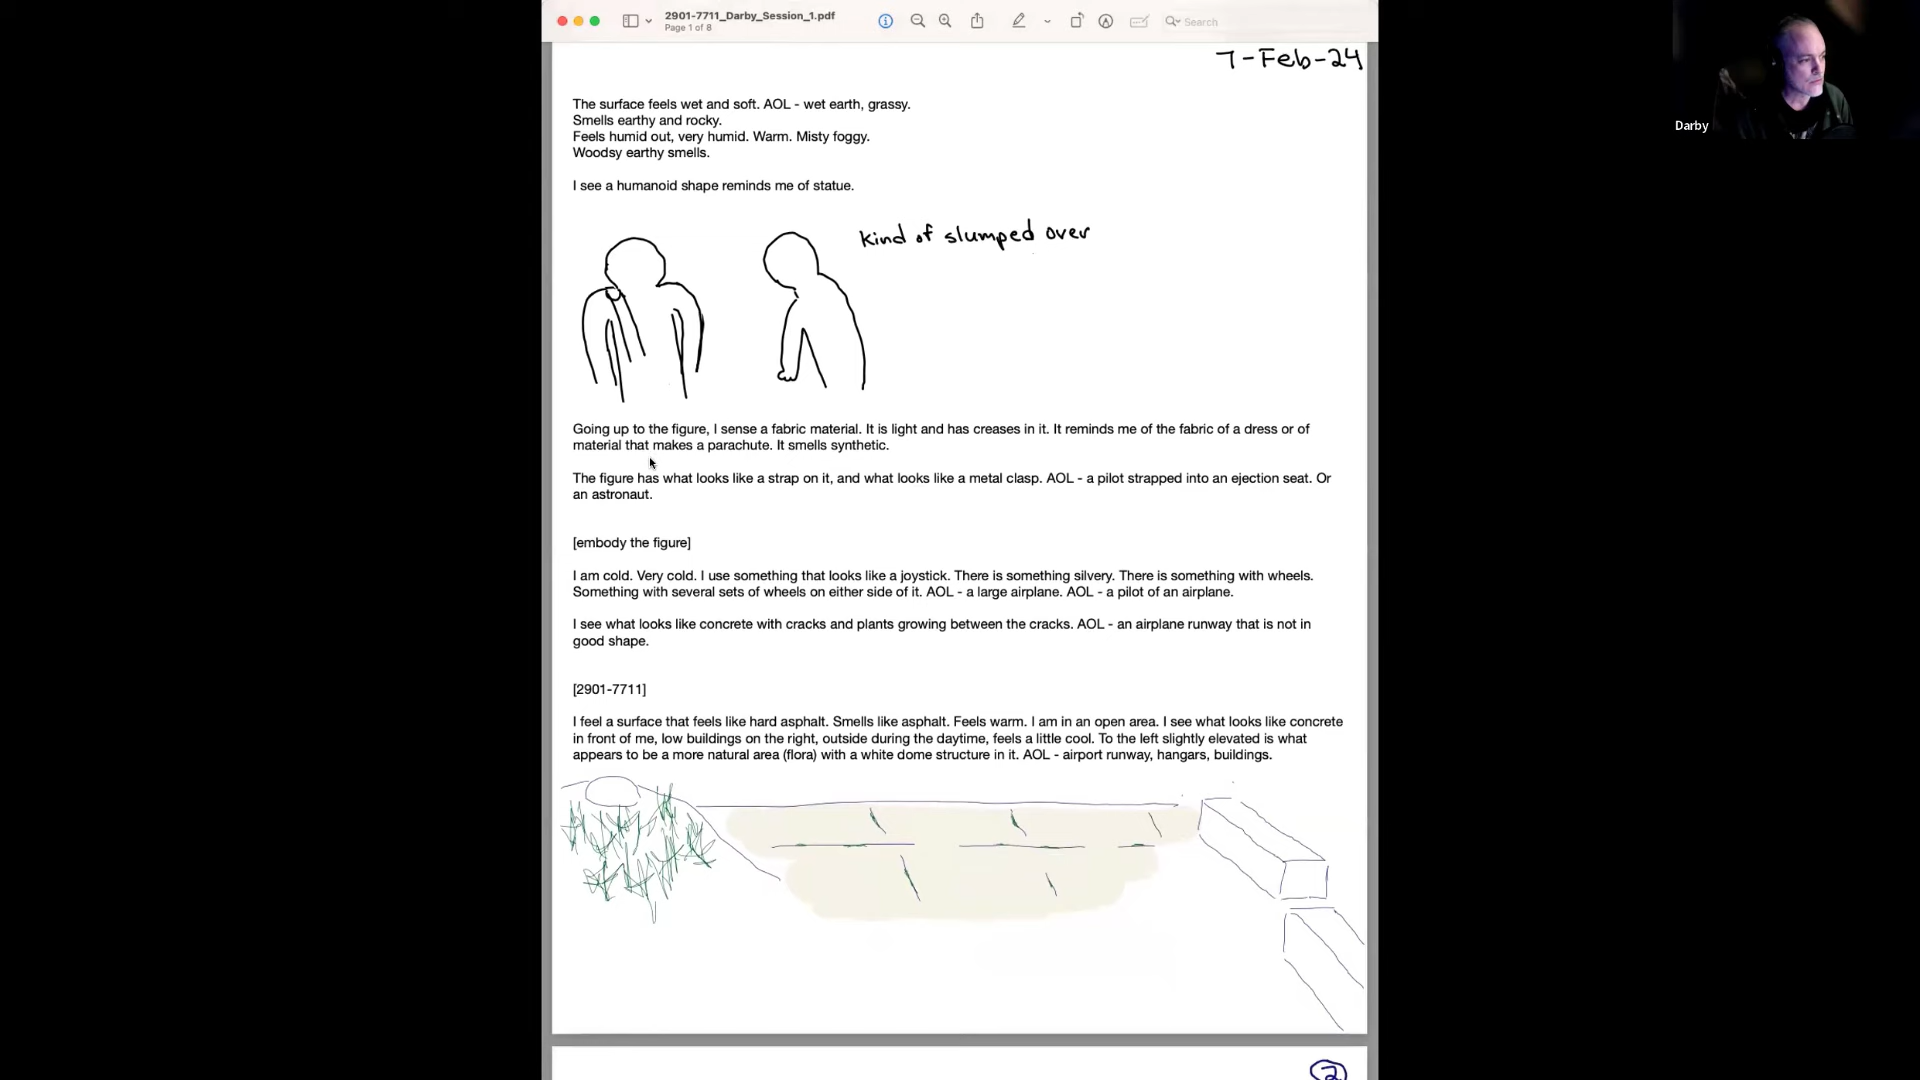 2901-7711_Darby_Session_1.pdf
Page 1 of 8
Search
7-Feb-24
Darby
The surface feels wet and soft. AOL - wet earth, grassy.
Smells earthy and rocky.
Feels humid out, very humid. Warm. Misty foggy.
Woodsy earthy smells.
I see a humanoid shape reminds me of statue.
kind of slumped over
Going up to the figure, I sense a fabric material. It is light and has creases in it. It reminds me of the fabric of a dress or of
material that makes a parachute. It smells synthetic.
The figure has what looks like a strap on it, and what looks like a metal clasp. AOL - a pilot strapped into an ejection seat. Or
an astronaut.
[embody the figure]
I am cold. Very cold. I use something that looks like a joystick. There is something silvery. There is something with wheels.
Something with several sets of wheels on either side of it. AOL - a large airplane. AOL - a pilot of an airplane.
I see what looks like concrete with cracks and plants growing between the cracks. AOL - an airplane runway that is not in
good shape.
[2901-7711]
I feel a surface that feels like hard asphalt. Smells like asphalt. Feels warm. I am in an open area. I see what looks like concrete
in front of me, low buildings on the right, outside during the daytime, feels a little cool. To the left slightly elevated is what
appears to be a more natural area (flora) with a white dome structure in it. AOL - airport runway, hangars, buildings.
2